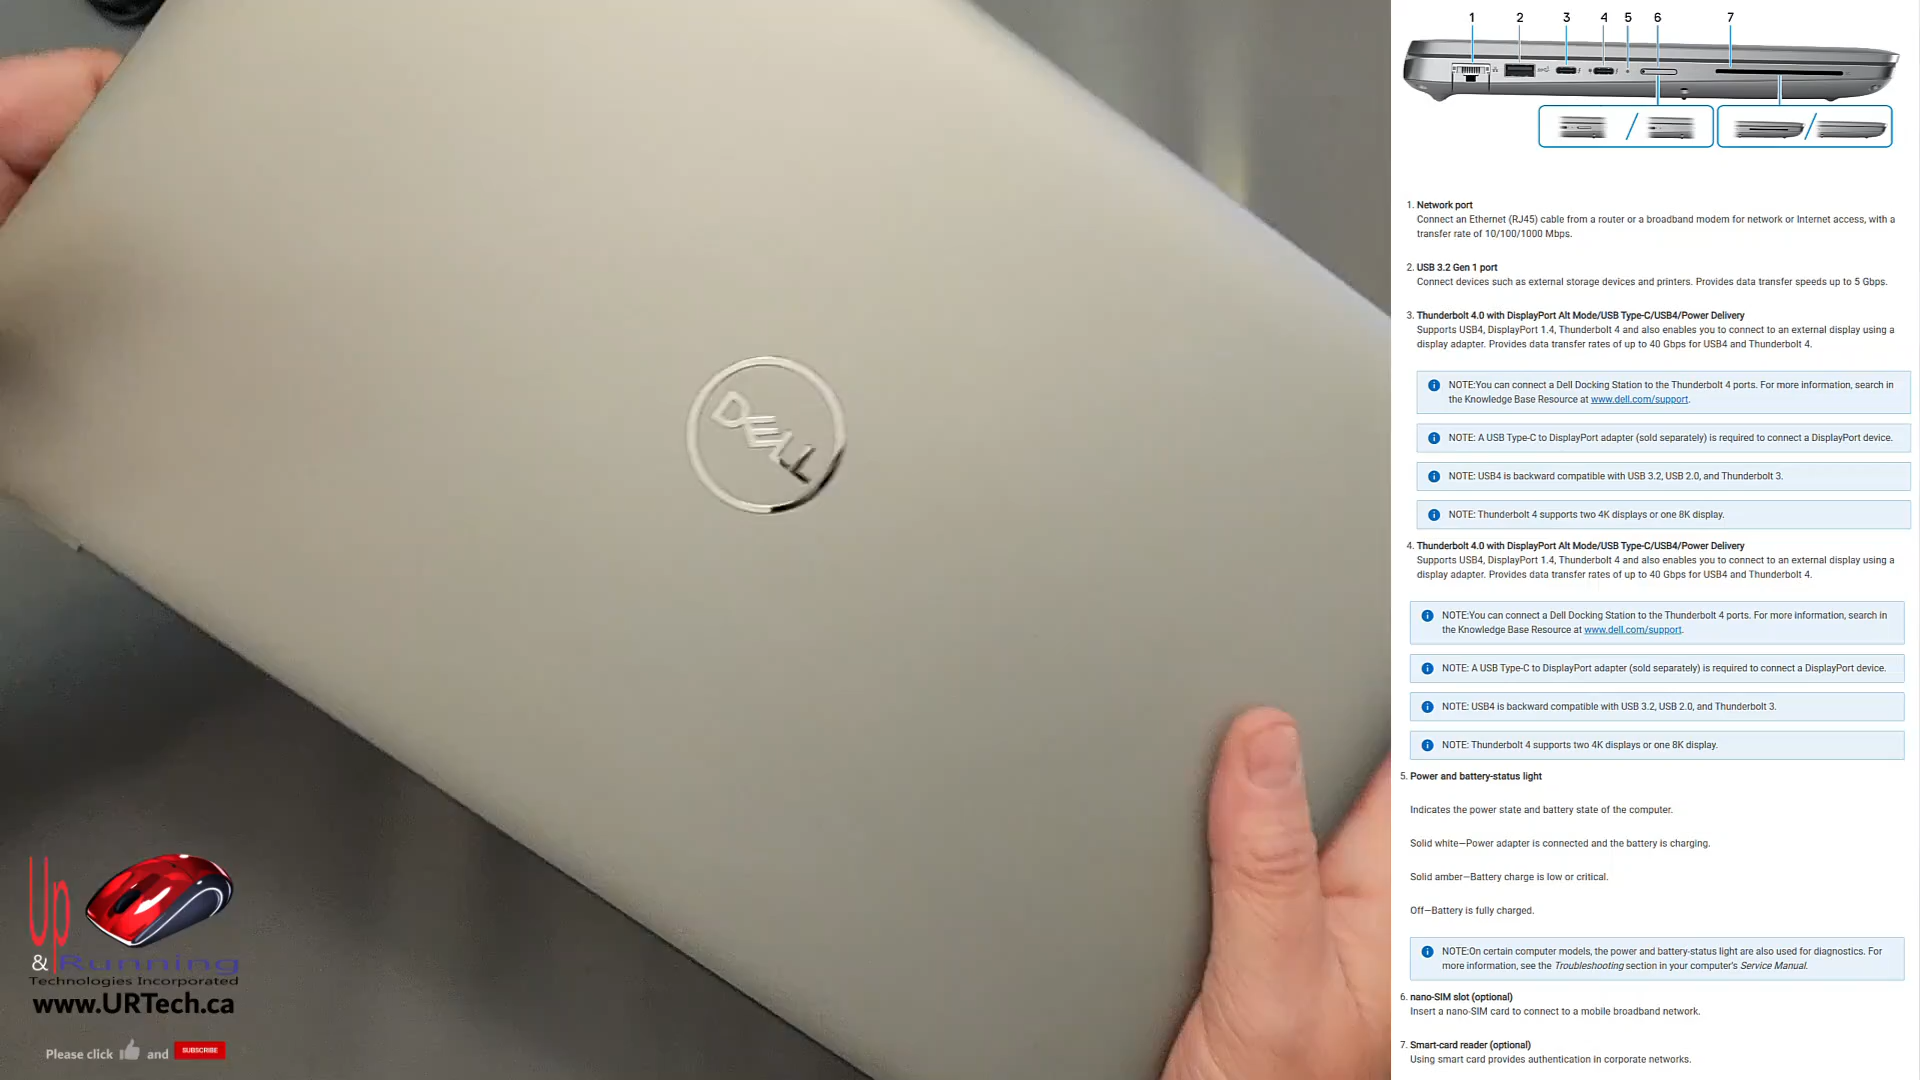 DELL
Up
& Running
Technologies Incorporated
www.URTech.ca
Please click and SUBSCRIBE
1 2 3 4 5 6 7
1. Network port
Connect an Ethernet (RJ45) cable from a router or a broadband modem for network or Internet access, with a
transfer rate of 10/100/1000 Mbps.
2. USB 3.2 Gen 1 port
Connect devices such as external storage devices and printers. Provides data transfer speeds up to 5 Gbps.
3. Thunderbolt 4.0 with DisplayPort Alt Mode/USB Type-C/USB4/Power Delivery
Supports USB4, DisplayPort 1.4, Thunderbolt 4 and also enables you to connect to an external display using a
display adapter. Provides data transfer rates of up to 40 Gbps for USB4 and Thunderbolt 4.
NOTE:You can connect a Dell Docking Station to the Thunderbolt 4 ports. For more information, search in
the Knowledge Base Resource at www.dell.com/support.
NOTE: A USB Type-C to DisplayPort adapter (sold separately) is required to connect a DisplayPort device.
NOTE: USB4 is backward compatible with USB 3.2, USB 2.0, and Thunderbolt 3.
NOTE: Thunderbolt 4 supports two 4K displays or one 8K display.
4. Thunderbolt 4.0 with DisplayPort Alt Mode/USB Type-C/USB4/Power Delivery
Supports USB4, DisplayPort 1.4, Thunderbolt 4 and also enables you to connect to an external display using a
display adapter. Provides data transfer rates of up to 40 Gbps for USB4 and Thunderbolt 4.
NOTE:You can connect a Dell Docking Station to the Thunderbolt 4 ports. For more information, search in
the Knowledge Base Resource at www.dell.com/support.
NOTE: A USB Type-C to DisplayPort adapter (sold separately) is required to connect a DisplayPort device.
NOTE: USB4 is backward compatible with USB 3.2, USB 2.0, and Thunderbolt 3.
NOTE: Thunderbolt 4 supports two 4K displays or one 8K display.
5. Power and battery-status light
Indicates the power state and battery state of the computer.
Solid white—Power adapter is connected and the battery is charging.
Solid amber—Battery charge is low or critical.
Off—Battery is fully charged.
NOTE:On certain computer models, the power and battery-status light are also used for diagnostics. For
more information, see the Troubleshooting section in your computer's Service Manual.
6. nano-SIM slot (optional)
Insert a nano-SIM card to connect to a mobile broadband network.
7. Smart-card reader (optional)
Using smart card provides authentication in corporate networks.